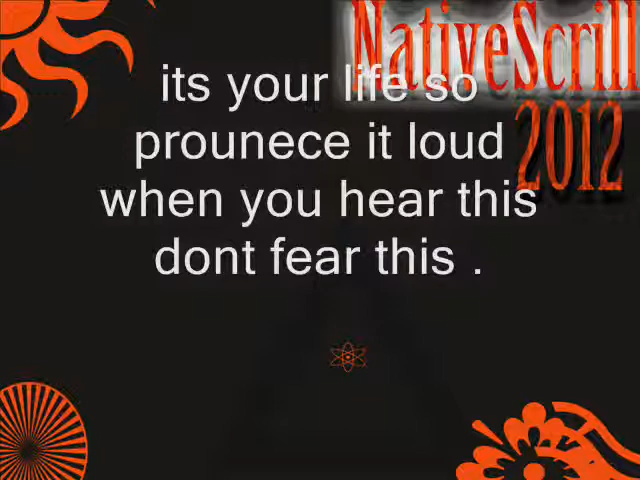 NativeScrill
2012
its your life so
prounece it loud
when you hear this
dont fear this .